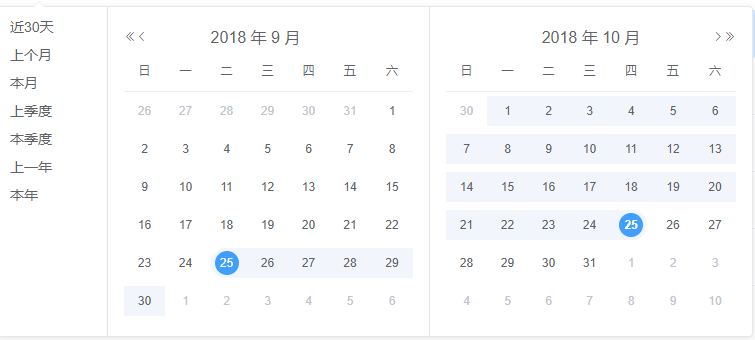 近30天
上个月
本月
上季度
本季度
上一年
本年
2018 年 9 月
日 一 二 三 四 五 六
26 27 28 29 30 31 1
2 3 4 5 6 7 8
9 10 11 12 13 14 15
16 17 18 19 20 21 22
23 24 25 26 27 28 29
30 1 2 3 4 5 6
2018 年 10 月
日 一 二 三 四 五 六
30 1 2 3 4 5 6
7 8 9 10 11 12 13
14 15 16 17 18 19 20
21 22 23 24 25 26 27
28 29 30 31 1 2 3
4 5 6 7 8 9 10